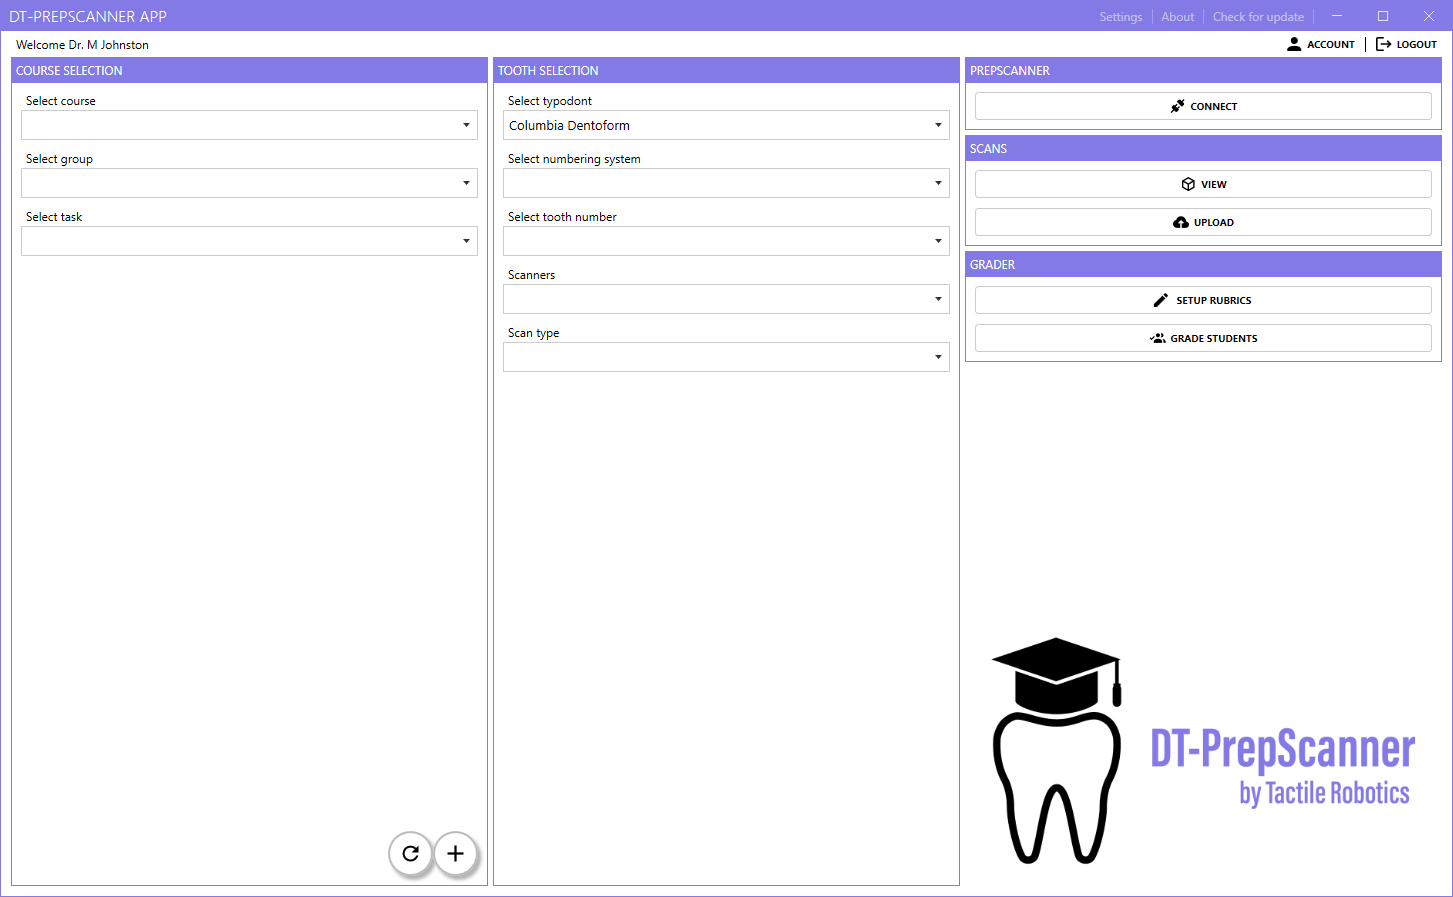 DT-PREPSCANNER APP
Settings
About
Check for update
Welcome Dr. M Johnston
ACCOUNT
LOGOUT
COURSE SELECTION
Select course
Select group
Select task
TOOTH SELECTION
Select typodont
Columbia Dentoform
Select numbering system
Select tooth number
Scanners
Scan type
PREPSCANNER
CONNECT
SCANS
VIEW
UPLOAD
GRADER
SETUP RUBRICS
GRADE STUDENTS
DT-PrepScanner
by Tactile Robotics